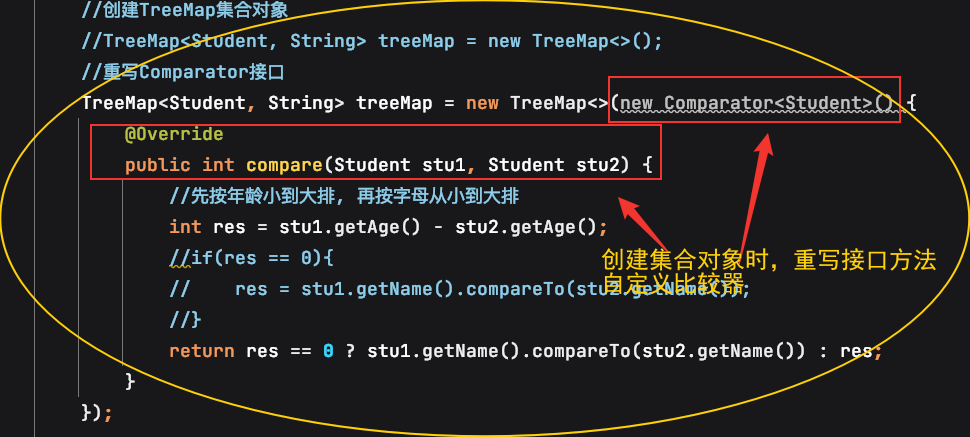 //创建TreeMap集合对象
//TreeMap<Student, String> treeMap = new TreeMap<>();
//重写Comparator接口
TreeMap<Student, String> treeMap = new TreeMap<>(new Comparator<Student>() {
@Override
public int compare(Student stu1, Student stu2) {
//先按年龄小到大排, 再按字母从小到大排
int res = stu1.getAge() - stu2.getAge();
//if(res == 0){
//    res = stu1.getName().compareTo(stu2.getName());
//}
return res == 0 ? stu1.getName().compareTo(stu2.getName()) : res;
}
});
创建集合对象时，重写接口方法
自定义比较器